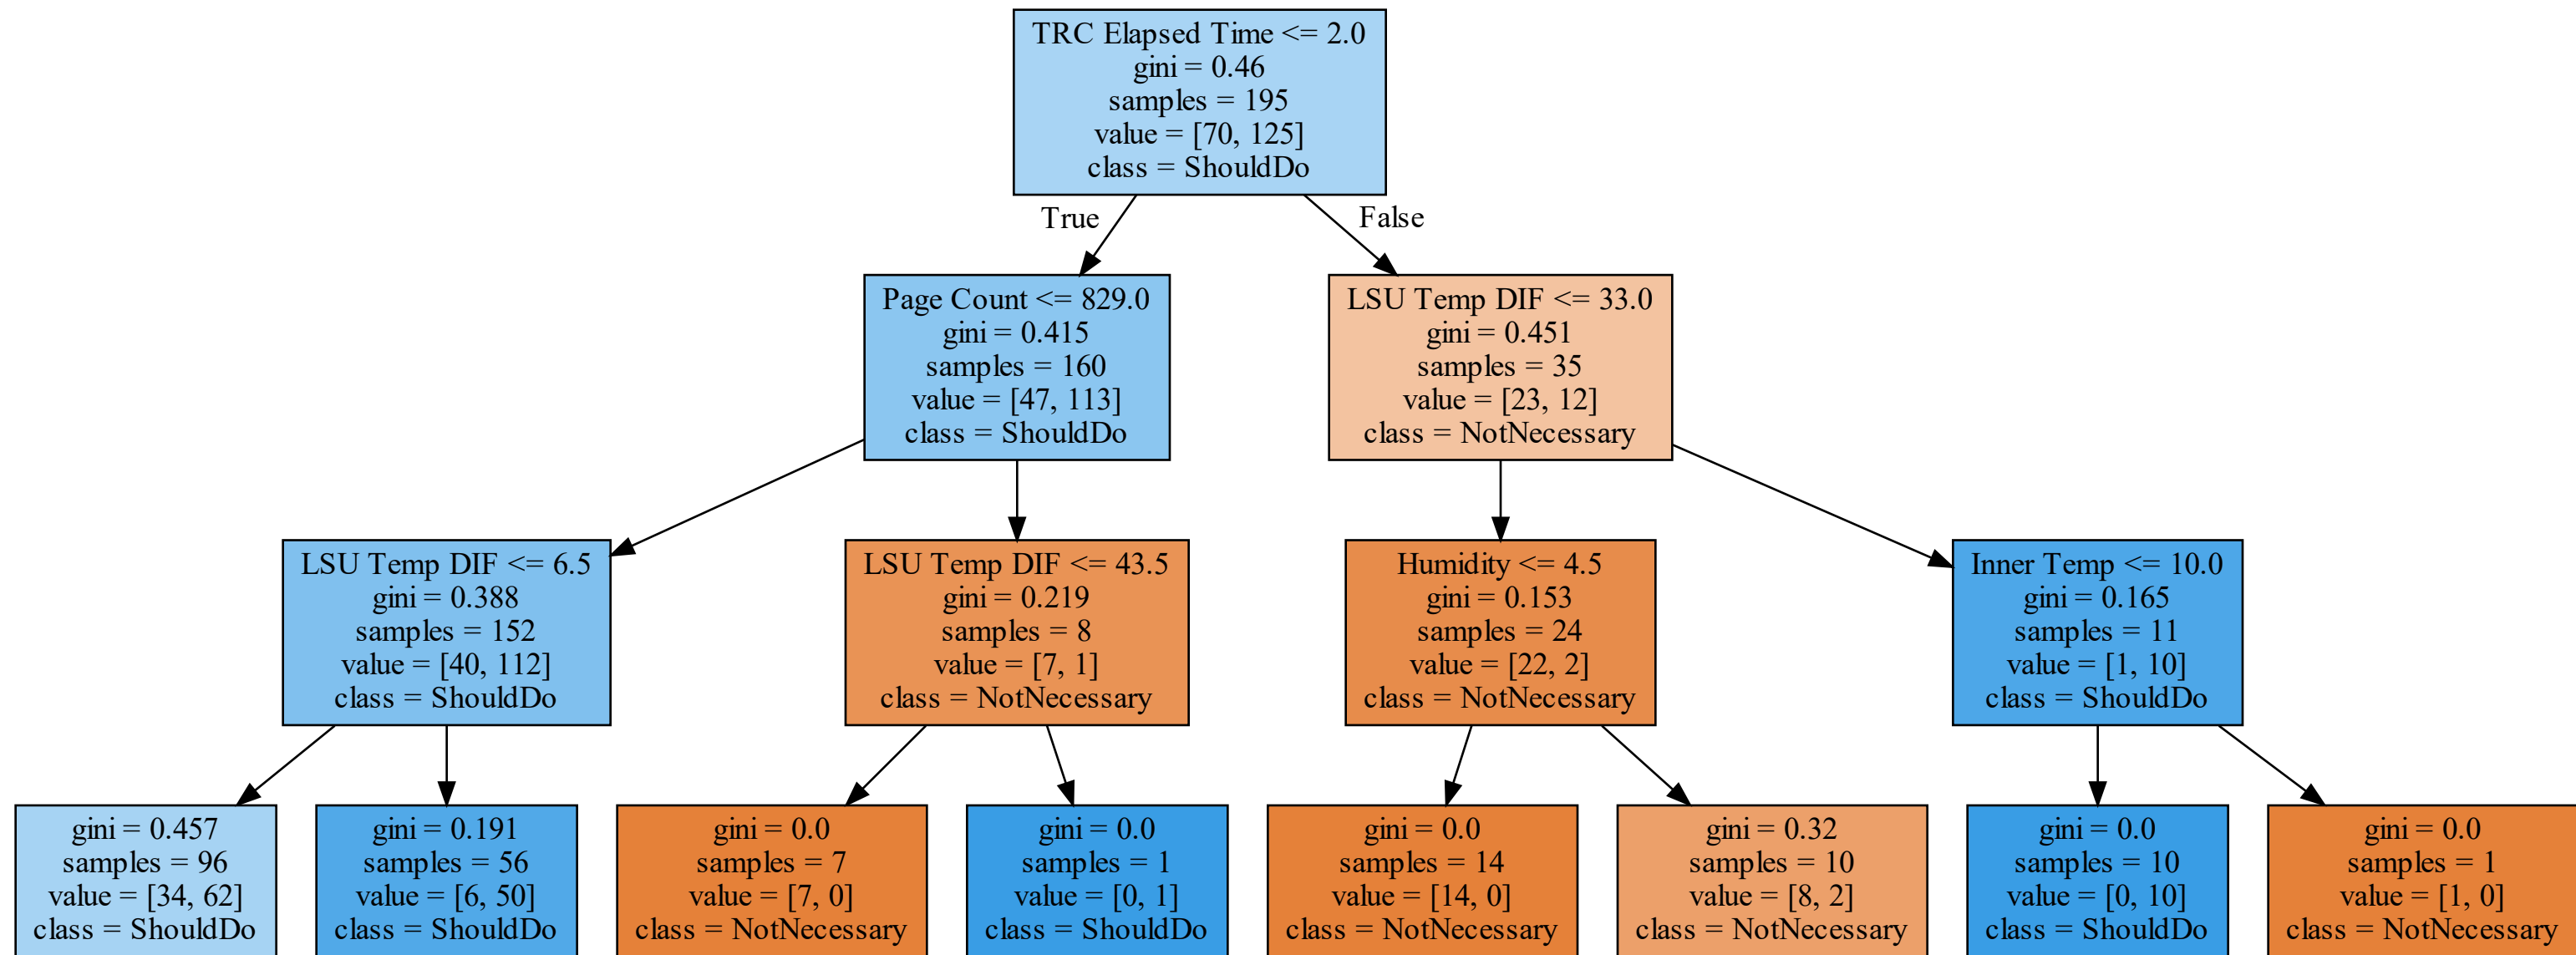 TRC Elapsed Time <= 2.0
gini = 0.46
samples = 195
value = [70, 125]
class = ShouldDo
True
False
Page Count <= 829.0
gini = 0.415
samples = 160
value = [47, 113]
class = ShouldDo
LSU Temp DIF <= 33.0
gini = 0.451
samples = 35
value = [23, 12]
class = NotNecessary
LSU Temp DIF <= 6.5
gini = 0.388
samples = 152
value = [40, 112]
class = ShouldDo
LSU Temp DIF <= 43.5
gini = 0.219
samples = 8
value = [7, 1]
class = NotNecessary
Humidity <= 4.5
gini = 0.153
samples = 24
value = [22, 2]
class = NotNecessary
Inner Temp <= 10.0
gini = 0.165
samples = 11
value = [1, 10]
class = ShouldDo
gini = 0.457
samples = 96
value = [34, 62]
class = ShouldDo
gini = 0.191
samples = 56
value = [6, 50]
class = ShouldDo
gini = 0.0
samples = 7
value = [7, 0]
class = NotNecessary
gini = 0.0
samples = 1
value = [0, 1]
class = ShouldDo
gini = 0.0
samples = 14
value = [14, 0]
class = NotNecessary
gini = 0.32
samples = 10
value = [8, 2]
class = NotNecessary
gini = 0.0
samples = 10
value = [0, 10]
class = ShouldDo
gini = 0.0
samples = 1
value = [1, 0]
class = NotNecessary